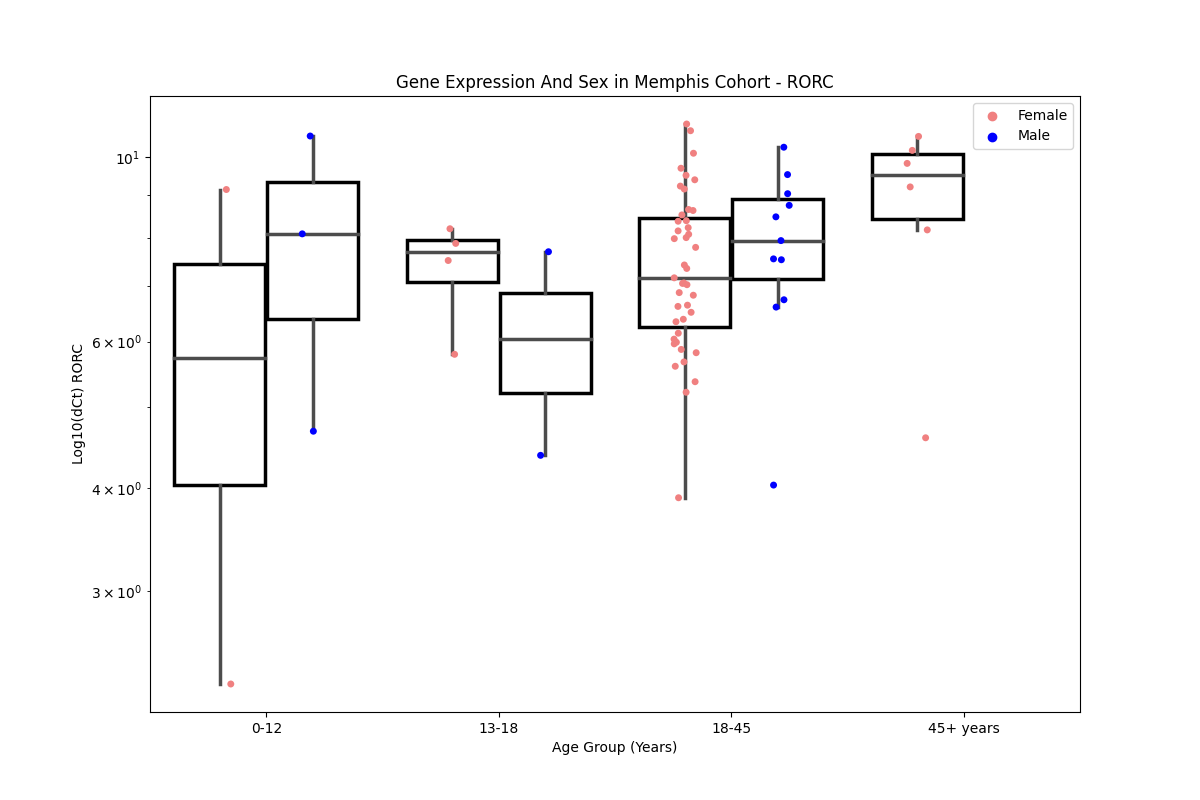 Gene Expression And Sex in Memphis Cohort - RORC
Female
Male
10¹
6 × 10⁰
4 × 10⁰
3 × 10⁰
Log10(dCt) RORC
0-12
13-18
18-45
45+ years
Age Group (Years)